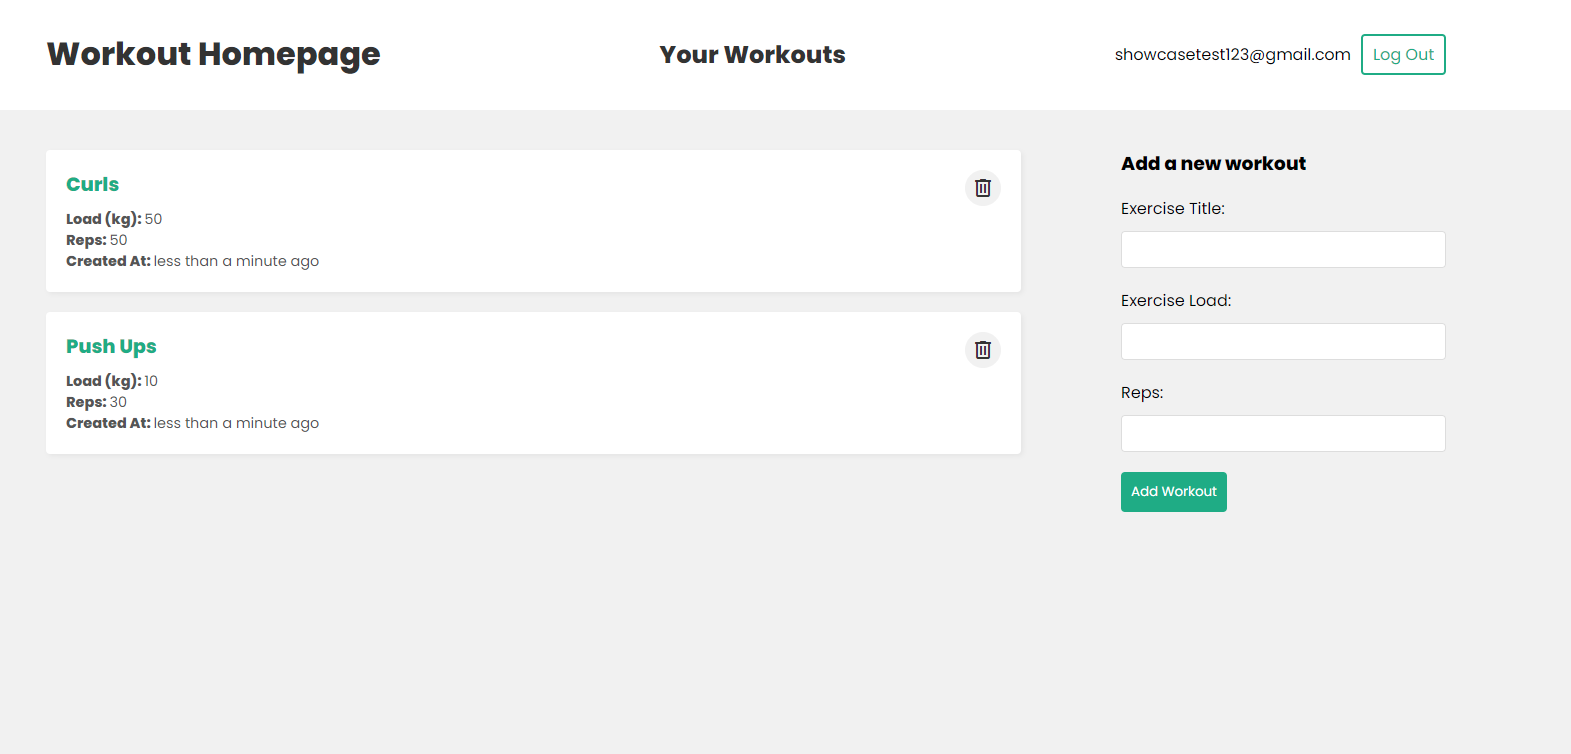 Workout Homepage
Your Workouts
showcasetest123@gmail.com
Log Out
Curls
Load (kg): 50
Reps: 50
Created At: less than a minute ago
Push Ups
Load (kg): 10
Reps: 30
Created At: less than a minute ago
Add a new workout
Exercise Title:
Exercise Load:
Reps:
Add Workout